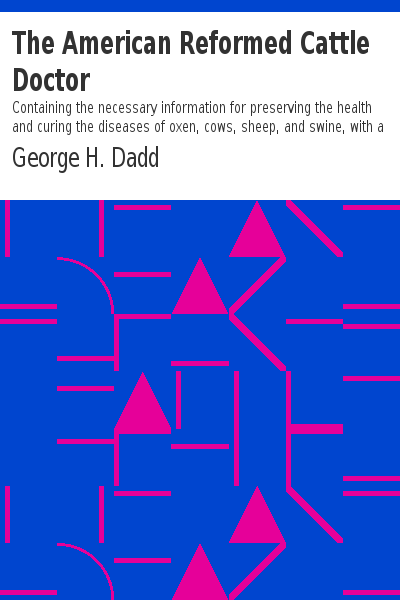 The American Reformed Cattle
Doctor
Containing the necessary information for preserving the health
and curing the diseases of oxen, cows, sheep, and swine, with a
George H. Dadd